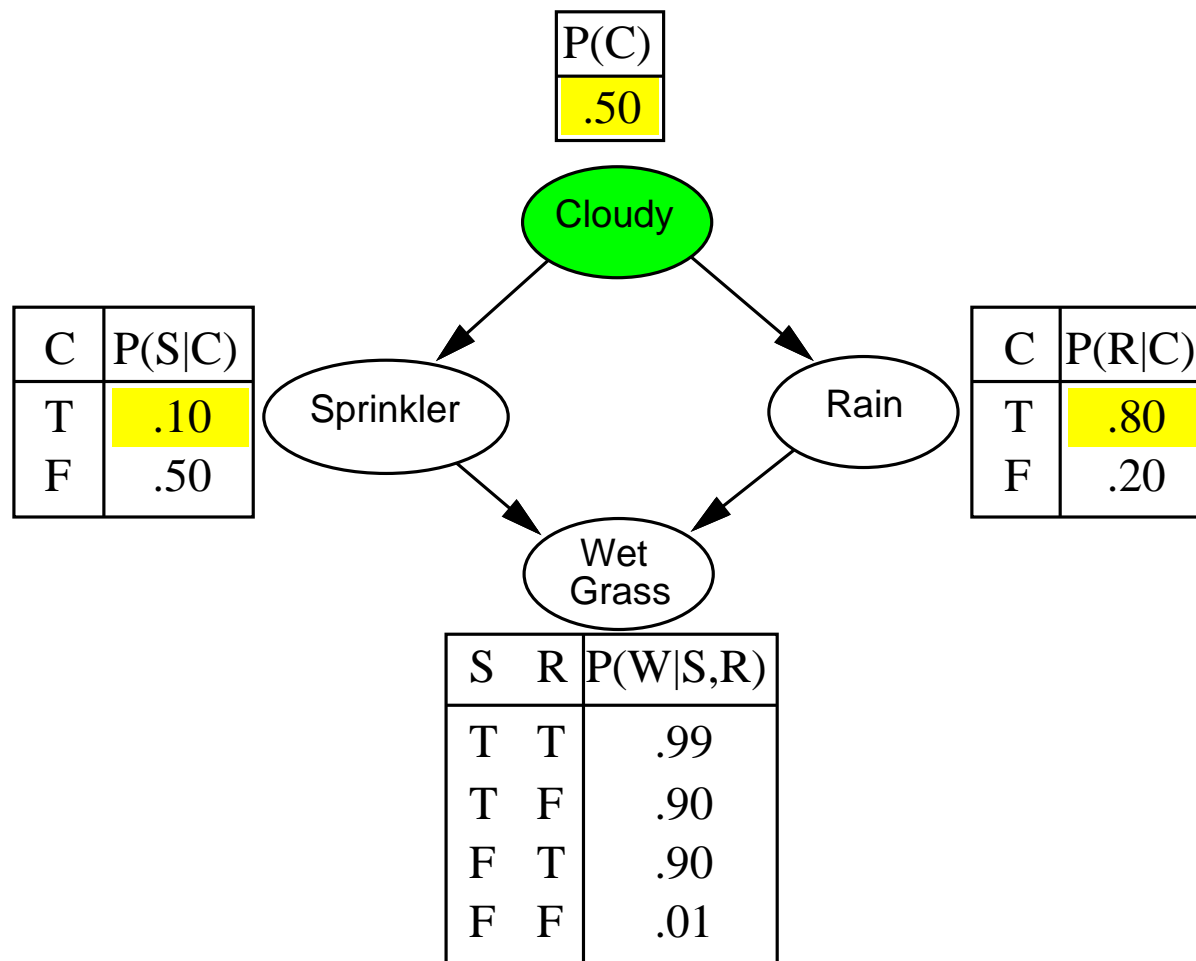 P(C)
.50
Cloudy
C P(S|C)
T .10
F .50
Sprinkler
Rain
C P(R|C)
T .80
F .20
Wet
Grass
S R P(W|S,R)
T T .99
T F .90
F T .90
F F .01